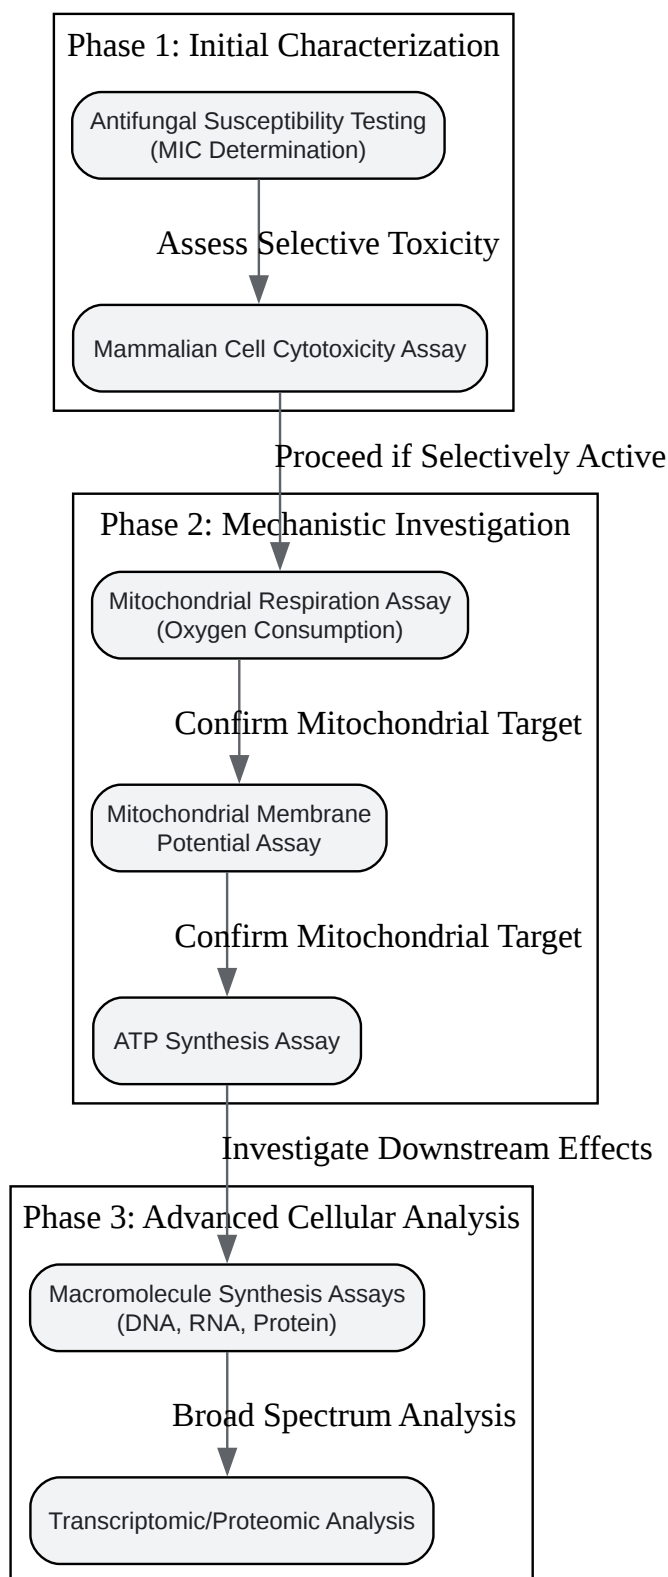 Phase 1: Initial Characterization
Antifungal Susceptibility Testing
(MIC Determination)
Assess Selective Toxicity
Mammalian Cell Cytotoxicity Assay
Proceed if Selectively Active
Phase 2: Mechanistic Investigation
Mitochondrial Respiration Assay
(Oxygen Consumption)
Confirm Mitochondrial Target
Mitochondrial Membrane
Potential Assay
Confirm Mitochondrial Target
ATP Synthesis Assay
Investigate Downstream Effects
Phase 3: Advanced Cellular Analysis
Macromolecule Synthesis Assays
(DNA, RNA, Protein)
Broad Spectrum Analysis
Transcriptomic/Proteomic Analysis